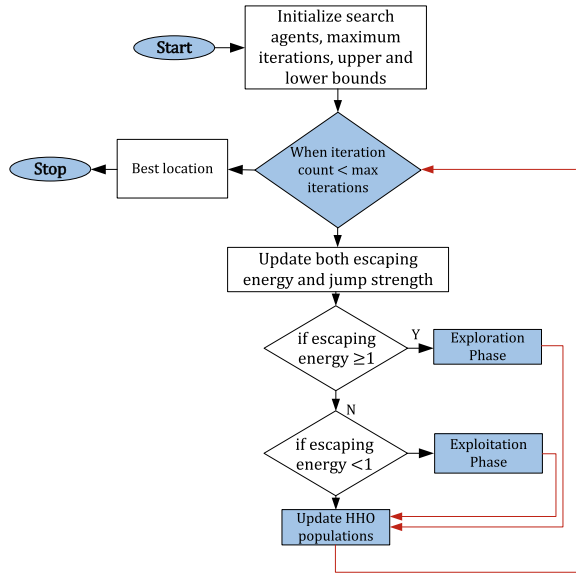 Start
Initialize search
agents, maximum
iterations, upper and
lower bounds
Stop
Best location
When iteration
count < max
iterations
Update both escaping
energy and jump strength
if escaping
energy ≥1
Y
Exploration
Phase
N
if escaping
energy <1
Exploitation
Phase
Update HHO
populations